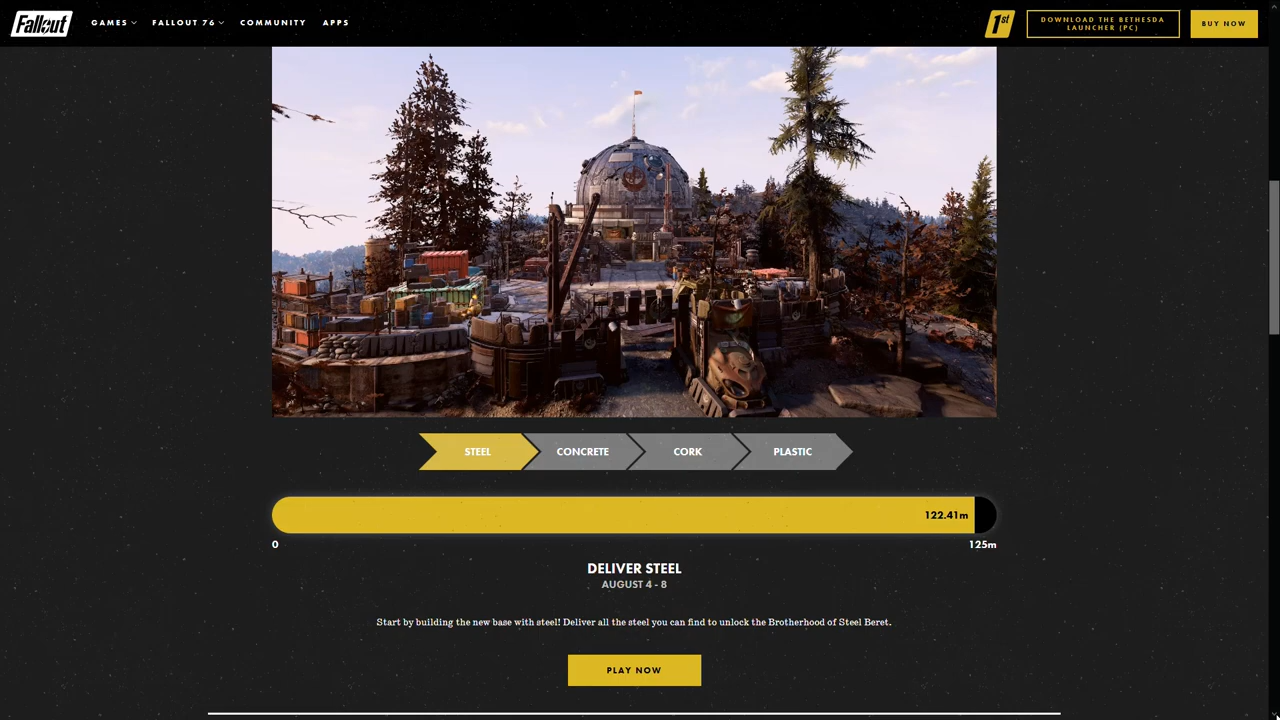 Fallout
GAMES
FALLOUT 76
COMMUNITY
APPS
1st
DOWNLOAD THE BETHESDA
LAUNCHER (PC)
BUY NOW
STEEL
CONCRETE
CORK
PLASTIC
122.41m
0
125m
DELIVER STEEL
AUGUST 4 - 8
Start by building the new base with steel! Deliver all the steel you can find to unlock the Brotherhood of Steel Beret.
PLAY NOW